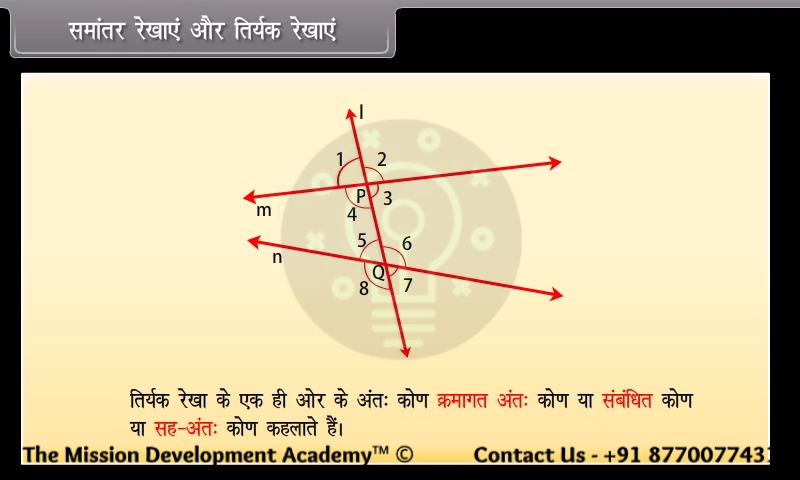 समांतर रेखाएं और तिर्यक रेखाएं
l
1 2
P 3
4
m
5 6
n
Q
8 7
तिर्यक रेखा के एक ही ओर के अंतः कोण क्रमागत अंतः कोण या संबंधित कोण
या सह-अंतः कोण कहलाते हैं।
The Mission Development Academy™ © Contact Us - +91 8770077431